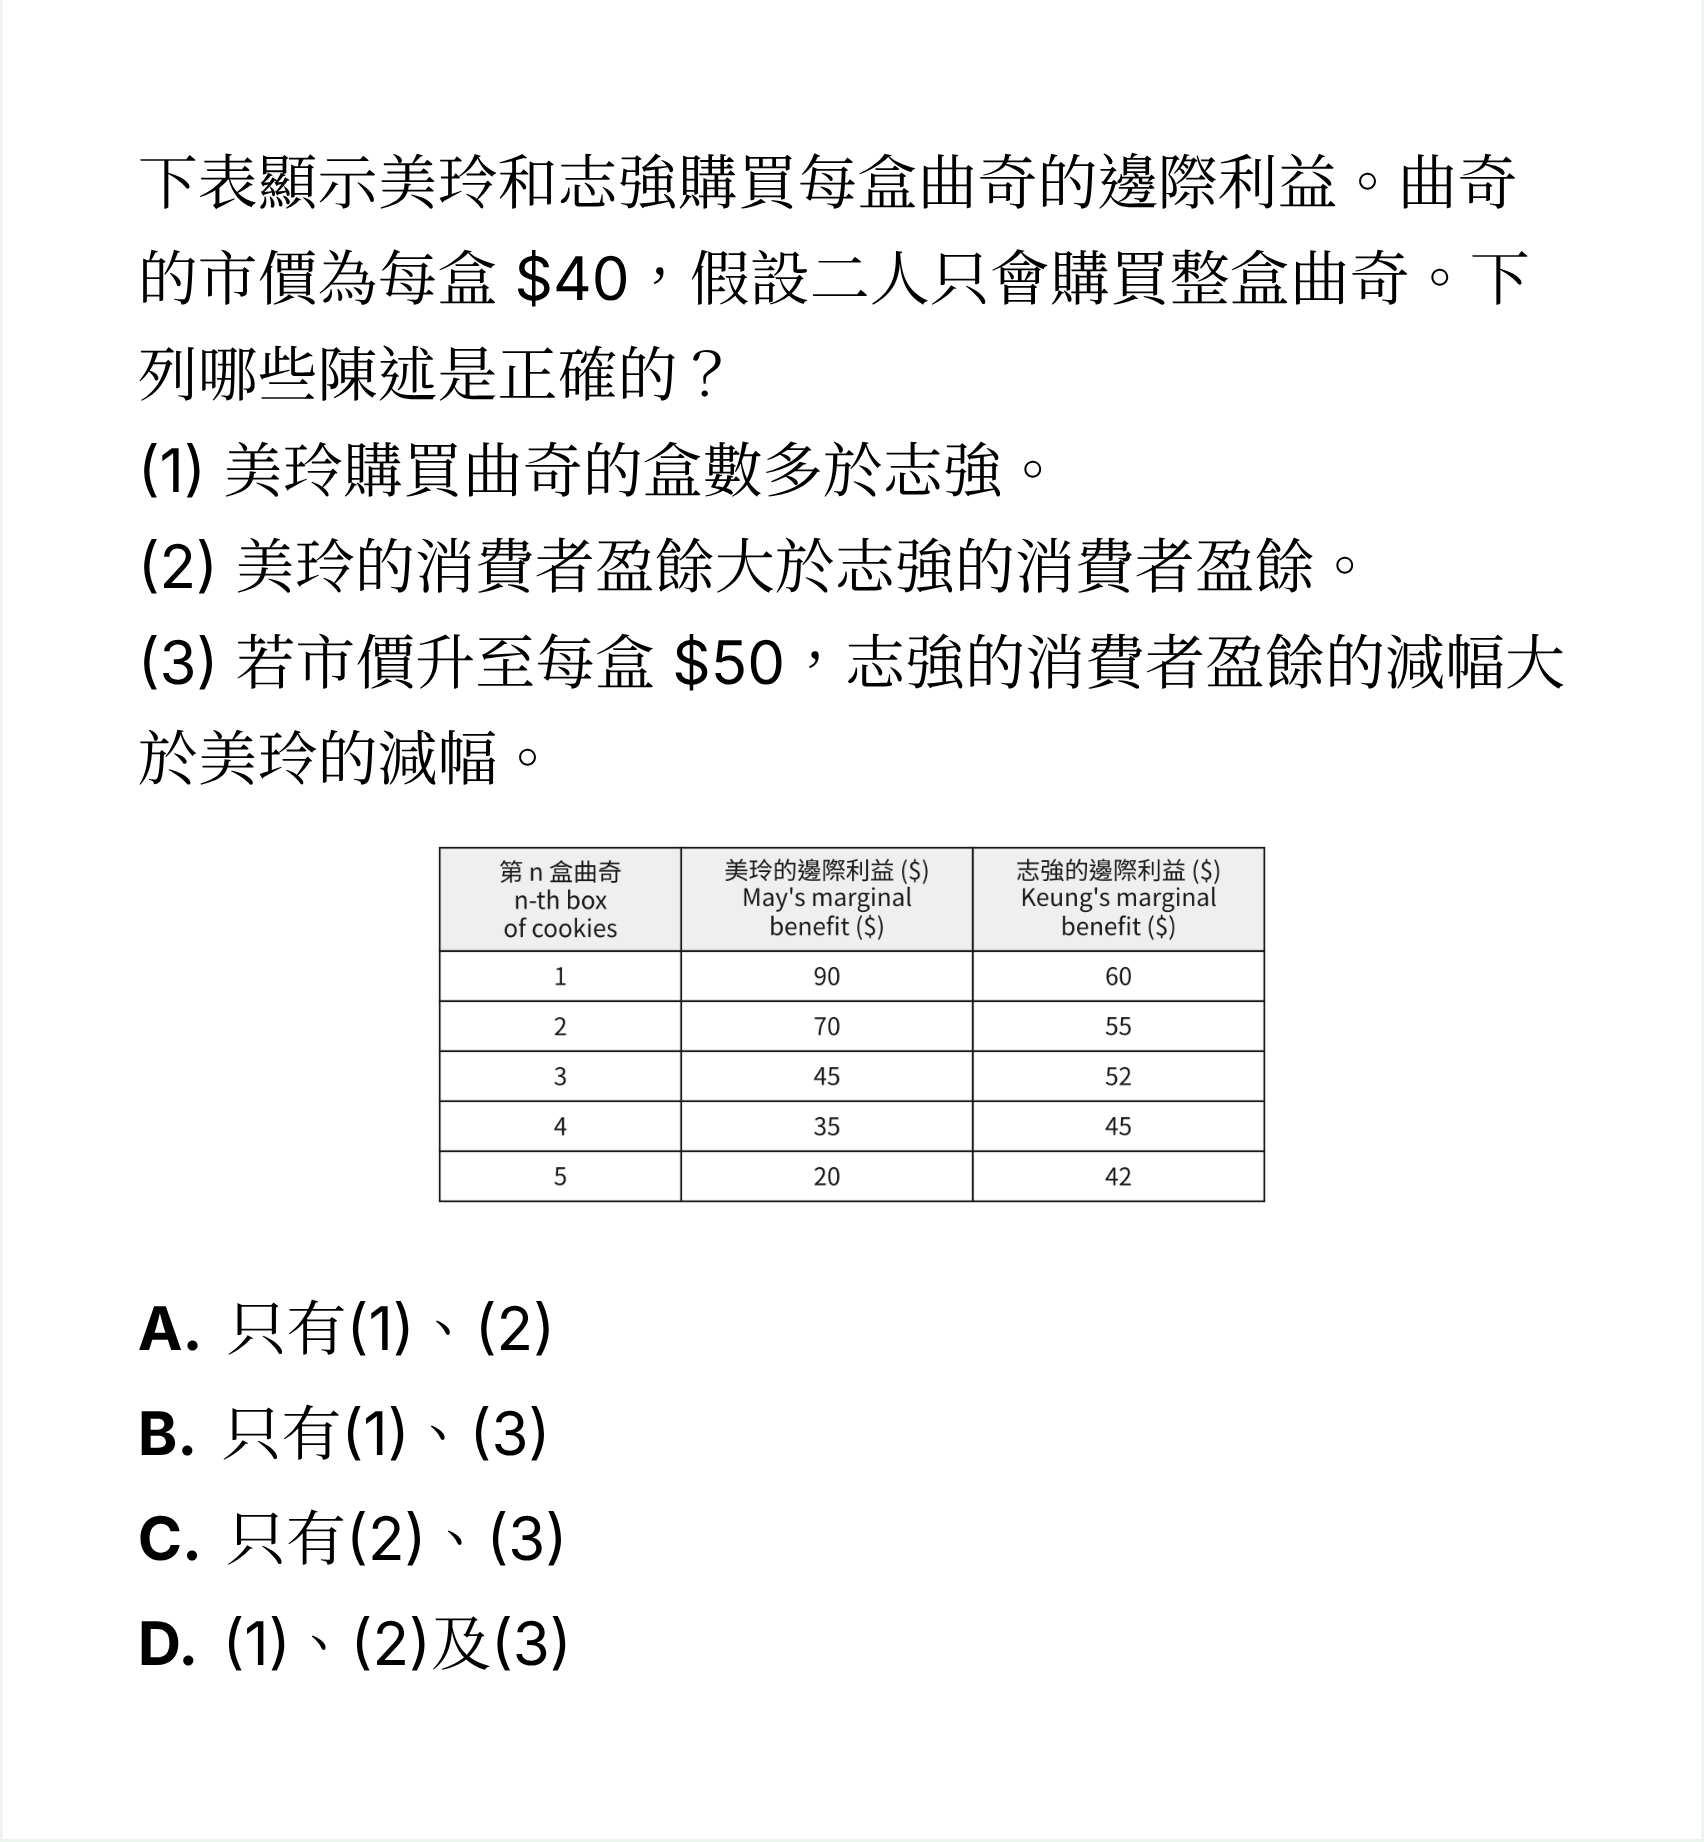 下表顯示美玲和志強購買每盒曲奇的邊際利益。曲奇
的市價為每盒 $40，假設二人只會購買整盒曲奇。下
列哪些陳述是正確的？
(1) 美玲購買曲奇的盒數多於志強。
(2) 美玲的消費者盈餘大於志強的消費者盈餘。
(3) 若市價升至每盒 $50，志強的消費者盈餘的減幅大
於美玲的減幅。
第 n 盒曲奇
n-th box
of cookies
美玲的邊際利益 ($)
May's marginal
benefit ($)
志強的邊際利益 ($)
Keung's marginal
benefit ($)
1 90 60
2 70 55
3 45 52
4 35 45
5 20 42
A. 只有(1)、(2)
B. 只有(1)、(3)
C. 只有(2)、(3)
D. (1)、(2)及(3)